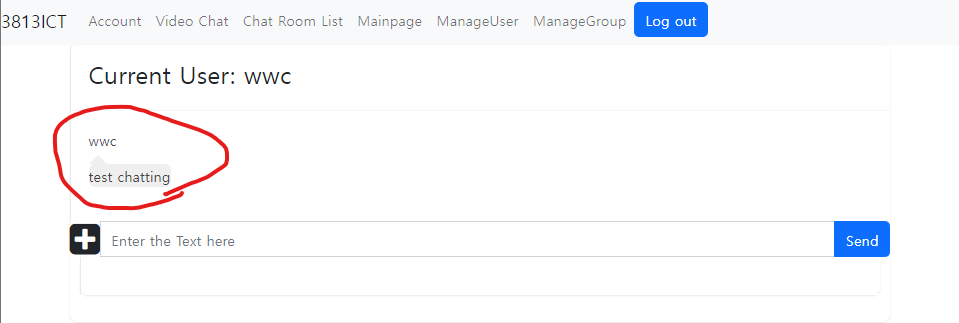 3813ICT Account Video Chat Chat Room List Mainpage ManageUser ManageGroup Log out
Current User: wwc
wwc
test chatting
Enter the Text here Send